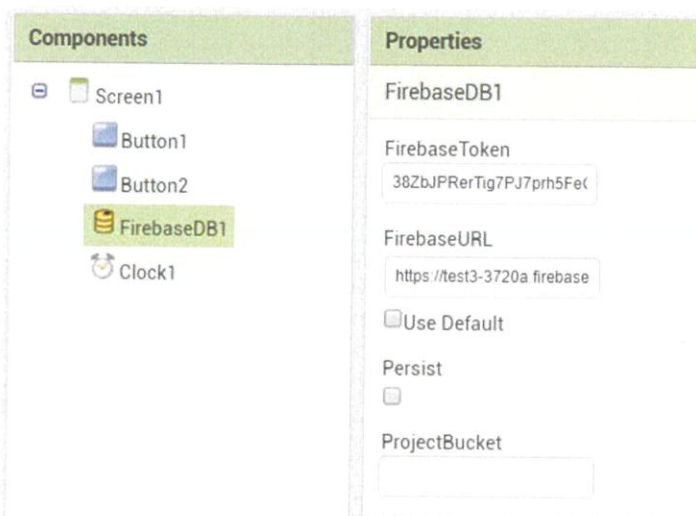 Components
Screen1
Button1
Button2
FirebaseDB1
Clock1
Properties
FirebaseDB1
FirebaseToken
38ZbJPRerTig7PJ7prh5Fe
FirebaseURL
https://test3-3720a.firebase
Use Default
Persist
ProjectBucket